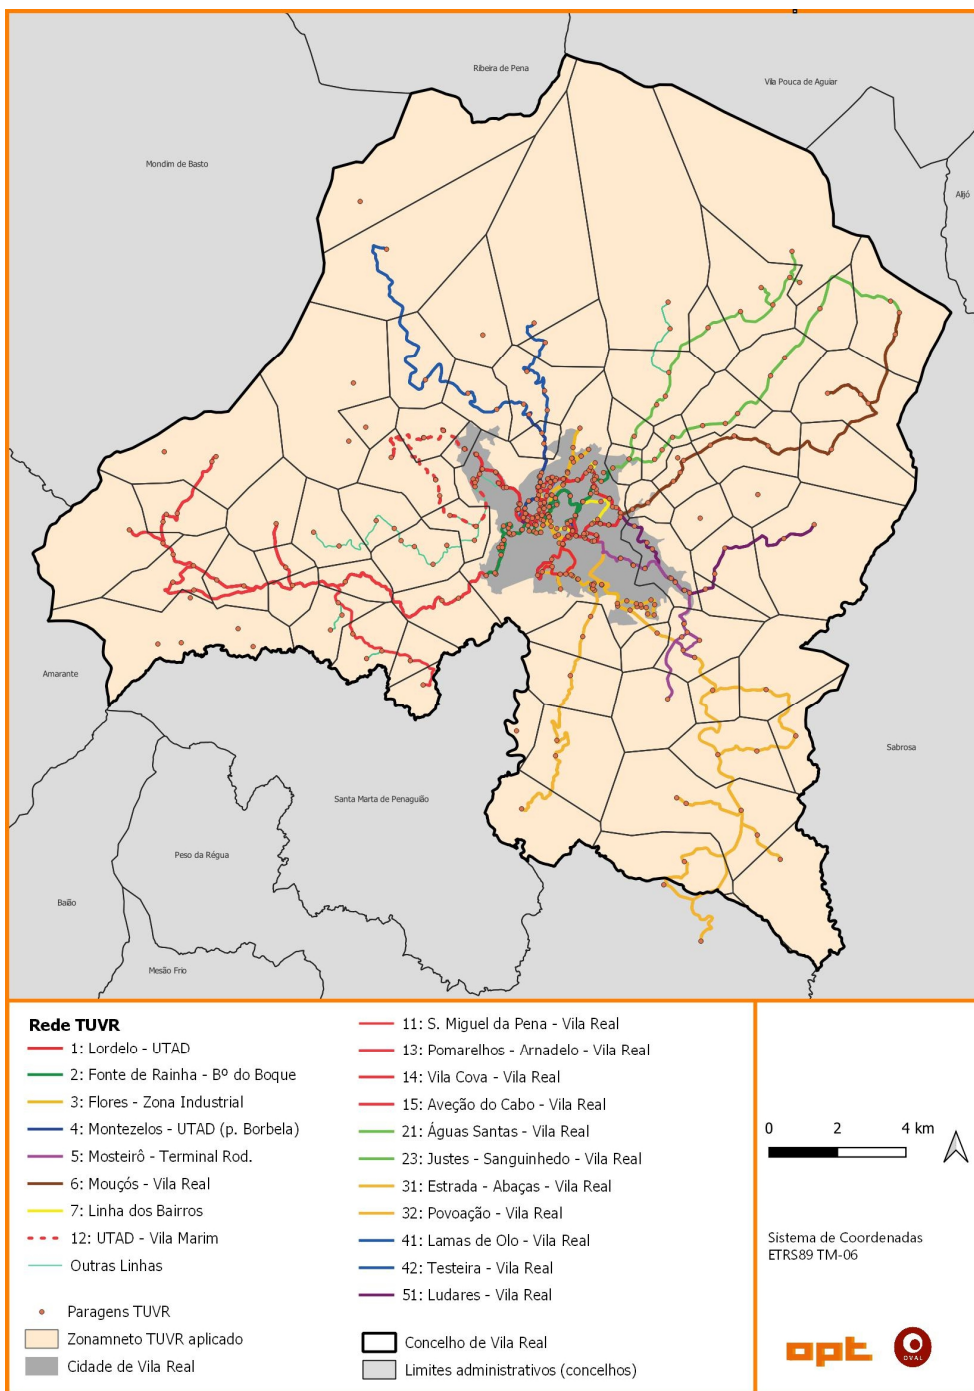 Ribeira de Pena
Vila Pouca de Aguiar
Mondim de Basto
Alijó
Amarante
Sabrosa
Santa Marta de Penaguião
Peso da Régua
Baião
Mesão Frio
Rede TUVR
1: Lordelo - UTAD
2: Fonte de Rainha - Bº do Boque
3: Flores - Zona Industrial
4: Montezelos - UTAD (p. Borbela)
5: Mosteirô - Terminal Rod.
6: Mouçós - Vila Real
7: Linha dos Bairros
12: UTAD - Vila Marim
Outras Linhas
Paragens TUVR
Zonamneto TUVR aplicado
Cidade de Vila Real
11: S. Miguel da Pena - Vila Real
13: Pomarelhos - Arnadelo - Vila Real
14: Vila Cova - Vila Real
15: Aveção do Cabo - Vila Real
21: Águas Santas - Vila Real
23: Justes - Sanguinhedo - Vila Real
31: Estrada - Abaças - Vila Real
32: Povoação - Vila Real
41: Lamas de Olo - Vila Real
42: Testeira - Vila Real
51: Ludares - Vila Real
Concelho de Vila Real
Limites administrativos (concelhos)
0 2 4 km
Sistema de Coordenadas
ETRS89 TM-06
opt
OVAL